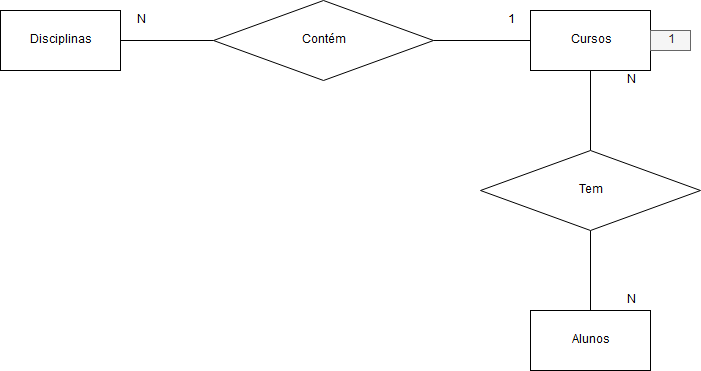 N
1
Disciplinas
Contém
Cursos
1
N
Tem
N
Alunos